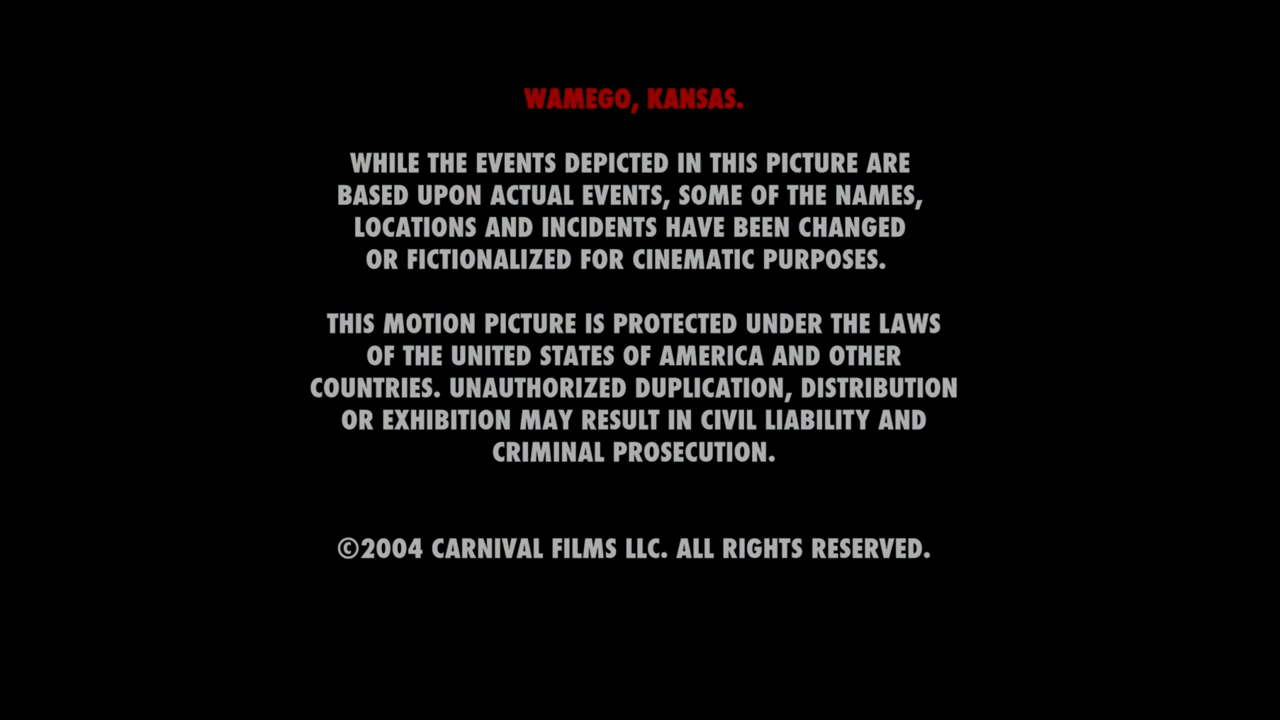 WAMEGO, KANSAS.
WHILE THE EVENTS DEPICTED IN THIS PICTURE ARE
BASED UPON ACTUAL EVENTS, SOME OF THE NAMES,
LOCATIONS AND INCIDENTS HAVE BEEN CHANGED
OR FICTIONALIZED FOR CINEMATIC PURPOSES.
THIS MOTION PICTURE IS PROTECTED UNDER THE LAWS
OF THE UNITED STATES OF AMERICA AND OTHER
COUNTRIES. UNAUTHORIZED DUPLICATION, DISTRIBUTION
OR EXHIBITION MAY RESULT IN CIVIL LIABILITY AND
CRIMINAL PROSECUTION.
©2004 CARNIVAL FILMS LLC. ALL RIGHTS RESERVED.